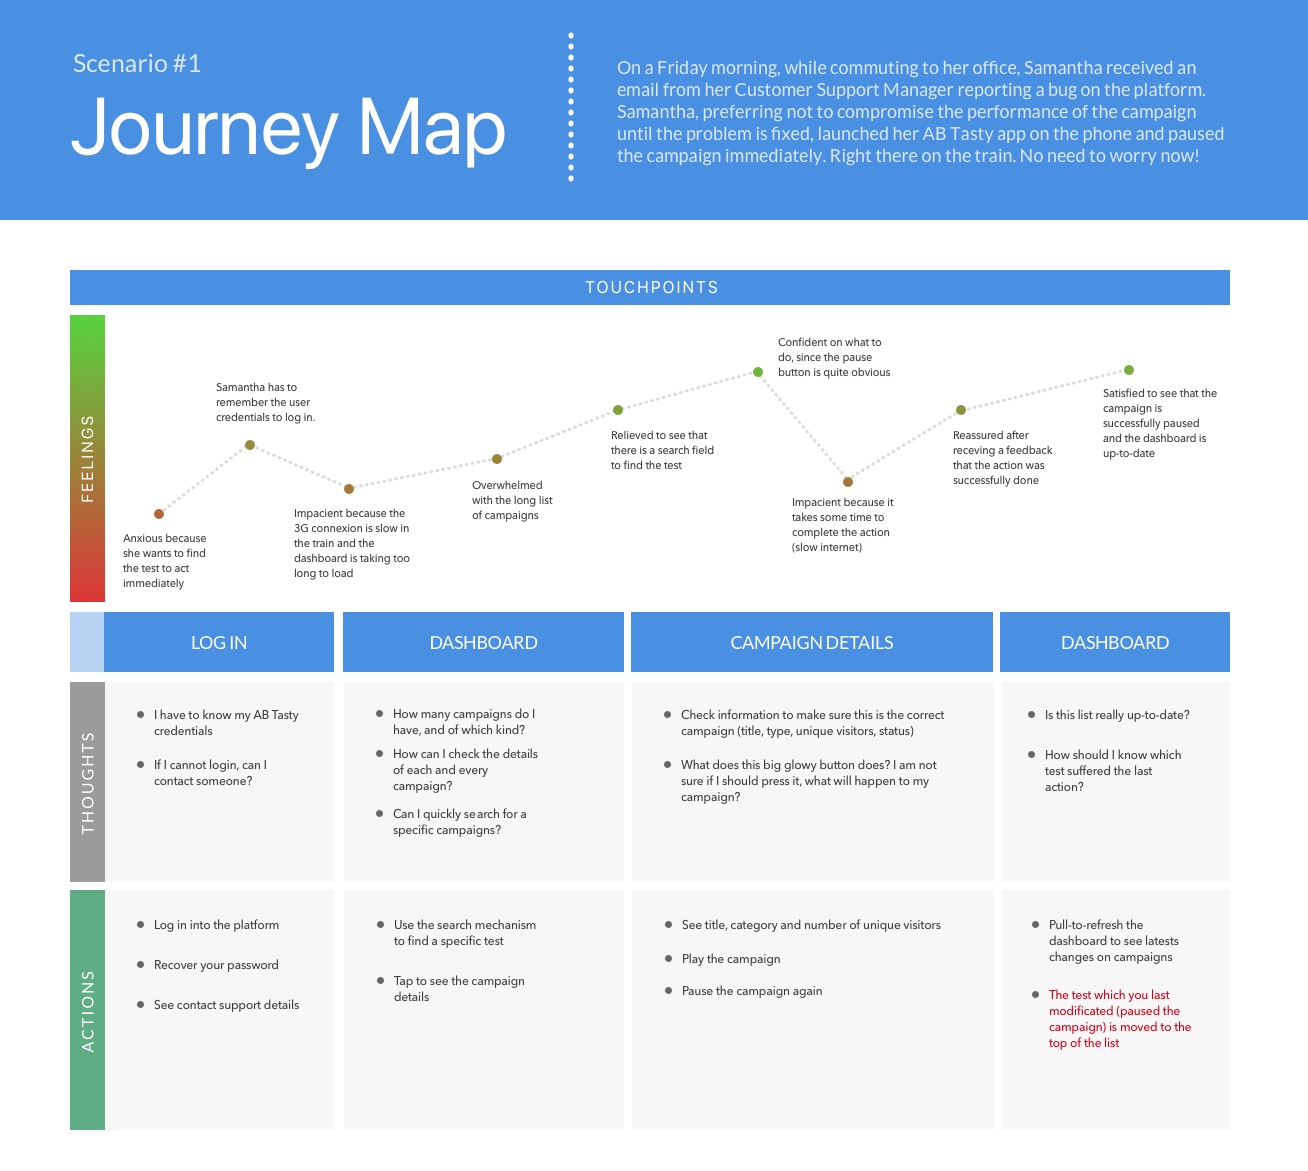 Scenario #1
Journey Map
On a Friday morning, while commuting to her office, Samantha received an
email from her Customer Support Manager reporting a bug on the platform.
Samantha, preferring not to compromise the performance of the campaign
until the problem is fixed, launched her AB Tasty app on the phone and paused
the campaign immediately. Right there on the train. No need to worry now!
TOUCHPOINTS
FEELINGS
Anxious because
she wants to find
the test to act
immediately
Samantha has to
remember the user
credentials to log in.
Impacient because the
3G connexion is slow in
the train and the
dashboard is taking too
long to load
Overwhelmed
with the long list
of campaigns
Relieved to see that
there is a search field
to find the test
Confident on what to
do, since the pause
button is quite obvious
Impacient because it
takes some time to
complete the action
(slow internet)
Reassured after
receving a feedback
that the action was
successfully done
Satisfied to see that the
campaign is
successfully paused
and the dashboard is
up-to-date
LOG IN
DASHBOARD
CAMPAIGN DETAILS
DASHBOARD
THOUGHTS
I have to know my AB Tasty
credentials
If I cannot login, can I
contact someone?
How many campaigns do I
have, and of which kind?
How can I check the details
of each and every
campaign?
Can I quickly search for a
specific campaigns?
Check information to make sure this is the correct
campaign (title, type, unique visitors, status)
What does this big glowy button does? I am not
sure if I should press it, what will happen to my
campaign?
Is this list really up-to-date?
How should I know which
test suffered the last
action?
ACTIONS
Log in into the platform
Recover your password
See contact support details
Use the search mechanism
to find a specific test
Tap to see the campaign
details
See title, category and number of unique visitors
Play the campaign
Pause the campaign again
Pull-to-refresh the
dashboard to see latests
changes on campaigns
The test which you last
modificated (paused the
campaign) is moved to the
top of the list